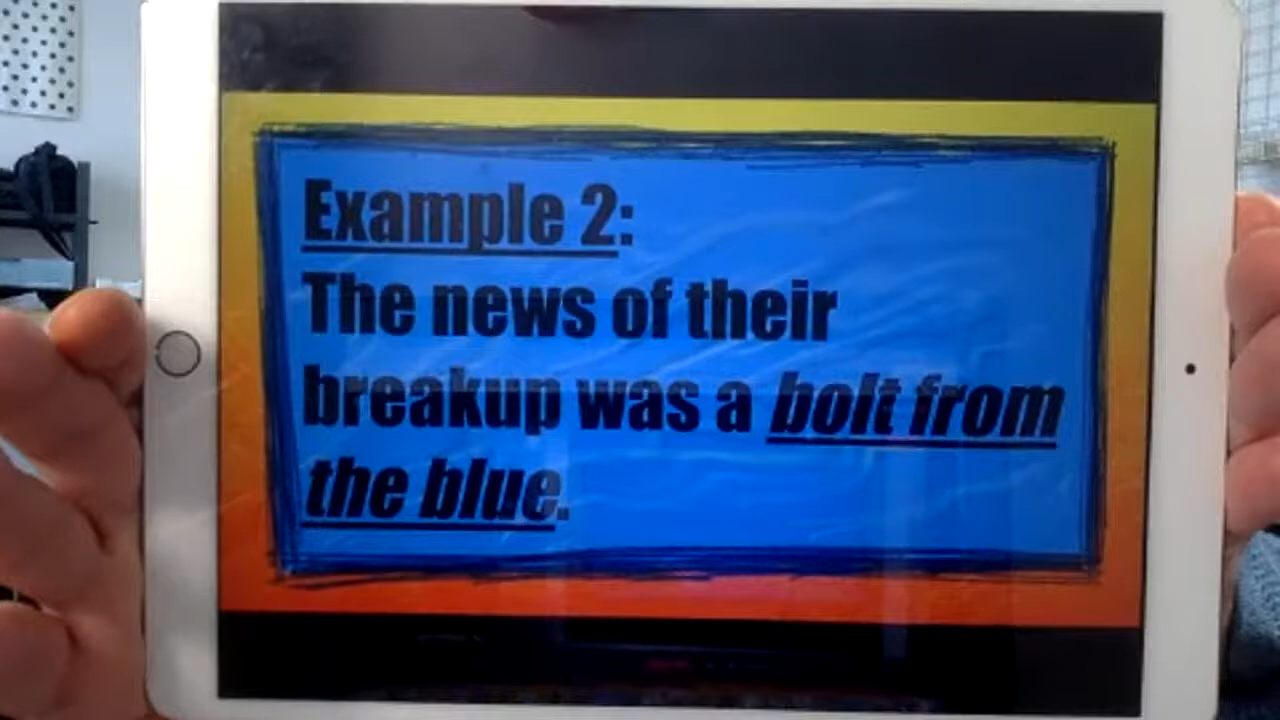 Example 2:
The news of their
breakup was a bolt from
the blue.